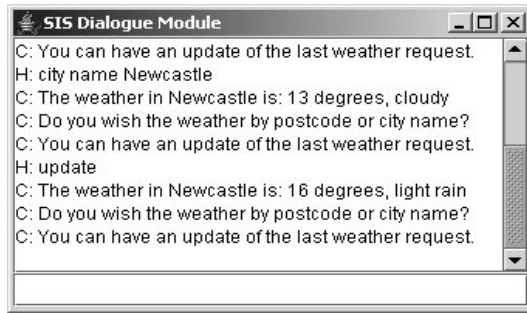 SIS Dialogue Module
C: You can have an update of the last weather request.
H: city name Newcastle
C: The weather in Newcastle is: 13 degrees, cloudy
C: Do you wish the weather by postcode or city name?
C: You can have an update of the last weather request.
H: update
C: The weather in Newcastle is: 16 degrees, light rain
C: Do you wish the weather by postcode or city name?
C: You can have an update of the last weather request.